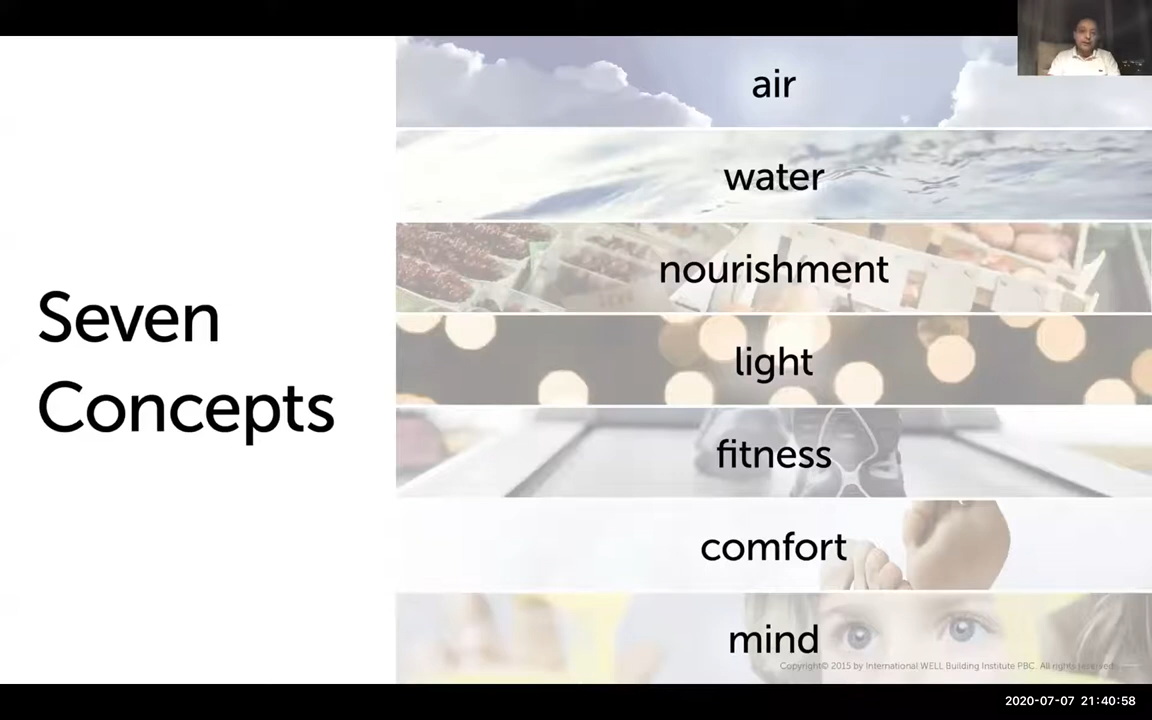 Seven
Concepts
air
water
nourishment
light
fitness
comfort
mind
Copyright© 2015 by International WELL Building Institute PBC. All rights reserved.
2020-07-07 21:40:58